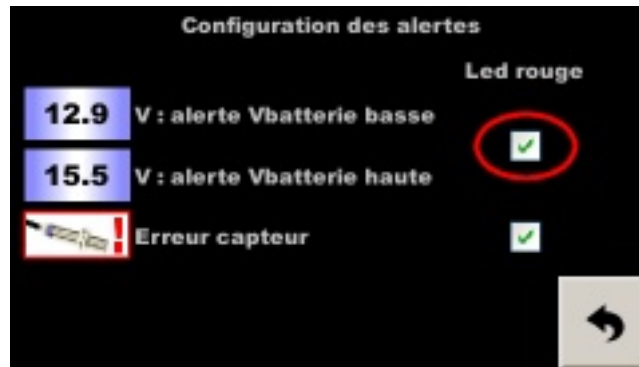 Configuration des alertes
Led rouge
12.9 V : alerte Vbatterie basse
15.5 V : alerte Vbatterie haute
! Erreur capteur